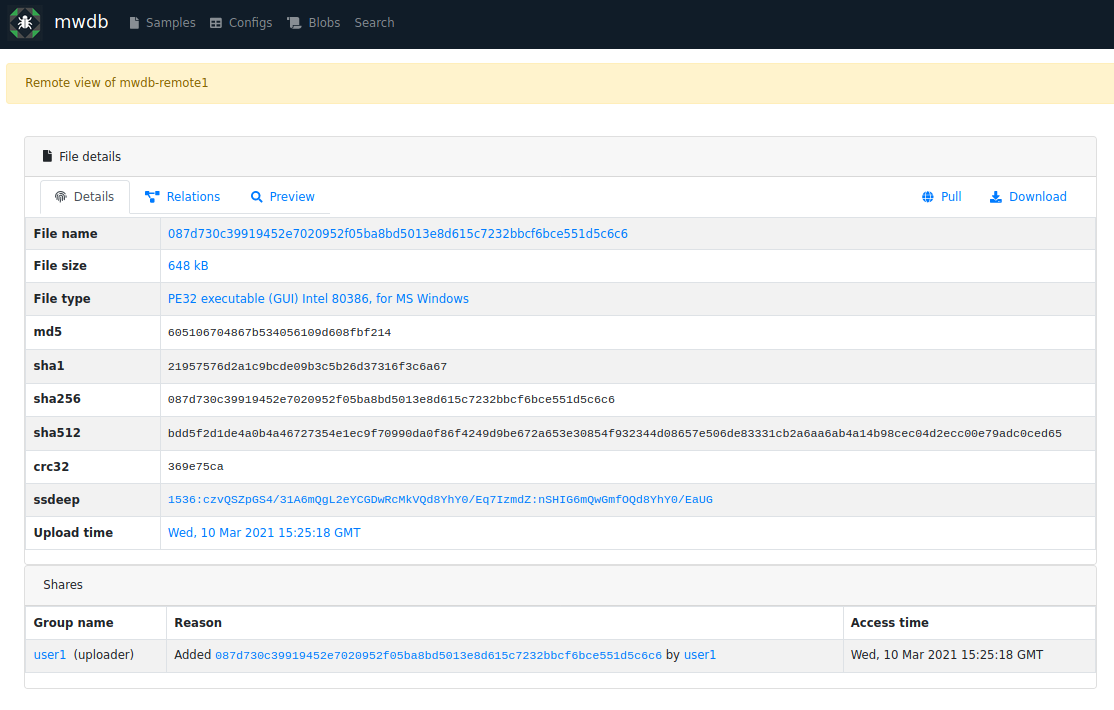 mwdb Samples Configs Blobs Search
Remote view of mwdb-remote1
File details
Details Relations Preview Pull Download
File name 087d730c39919452e7020952f05ba8bd5013e8d615c7232bbcf6bce551d5c6c6
File size 648 kB
File type PE32 executable (GUI) Intel 80386, for MS Windows
md5 605106704867b534056109d608fbf214
sha1 21957576d2a1c9bcde09b3c5b26d37316f3c6a67
sha256 087d730c39919452e7020952f05ba8bd5013e8d615c7232bbcf6bce551d5c6c6
sha512 bdd5f2d1de4a0b4a46727354e1ec9f70990da0f86f4249d9be672a653e30854f932344d08657e506de83331cb2a6aa6ab4a14b98cec04d2ecc00e79adc0ced65
crc32 369e75ca
ssdeep 1536:czvQSZpGS4/31A6mQgL2eYCGDwRcMkVQd8YhY0/Eq7IzmdZ:nSHIG6mQwGmfOQd8YhY0/EaUG
Upload time Wed, 10 Mar 2021 15:25:18 GMT
Shares
Group name Reason Access time
user1 (uploader) Added 087d730c39919452e7020952f05ba8bd5013e8d615c7232bbcf6bce551d5c6c6 by user1 Wed, 10 Mar 2021 15:25:18 GMT